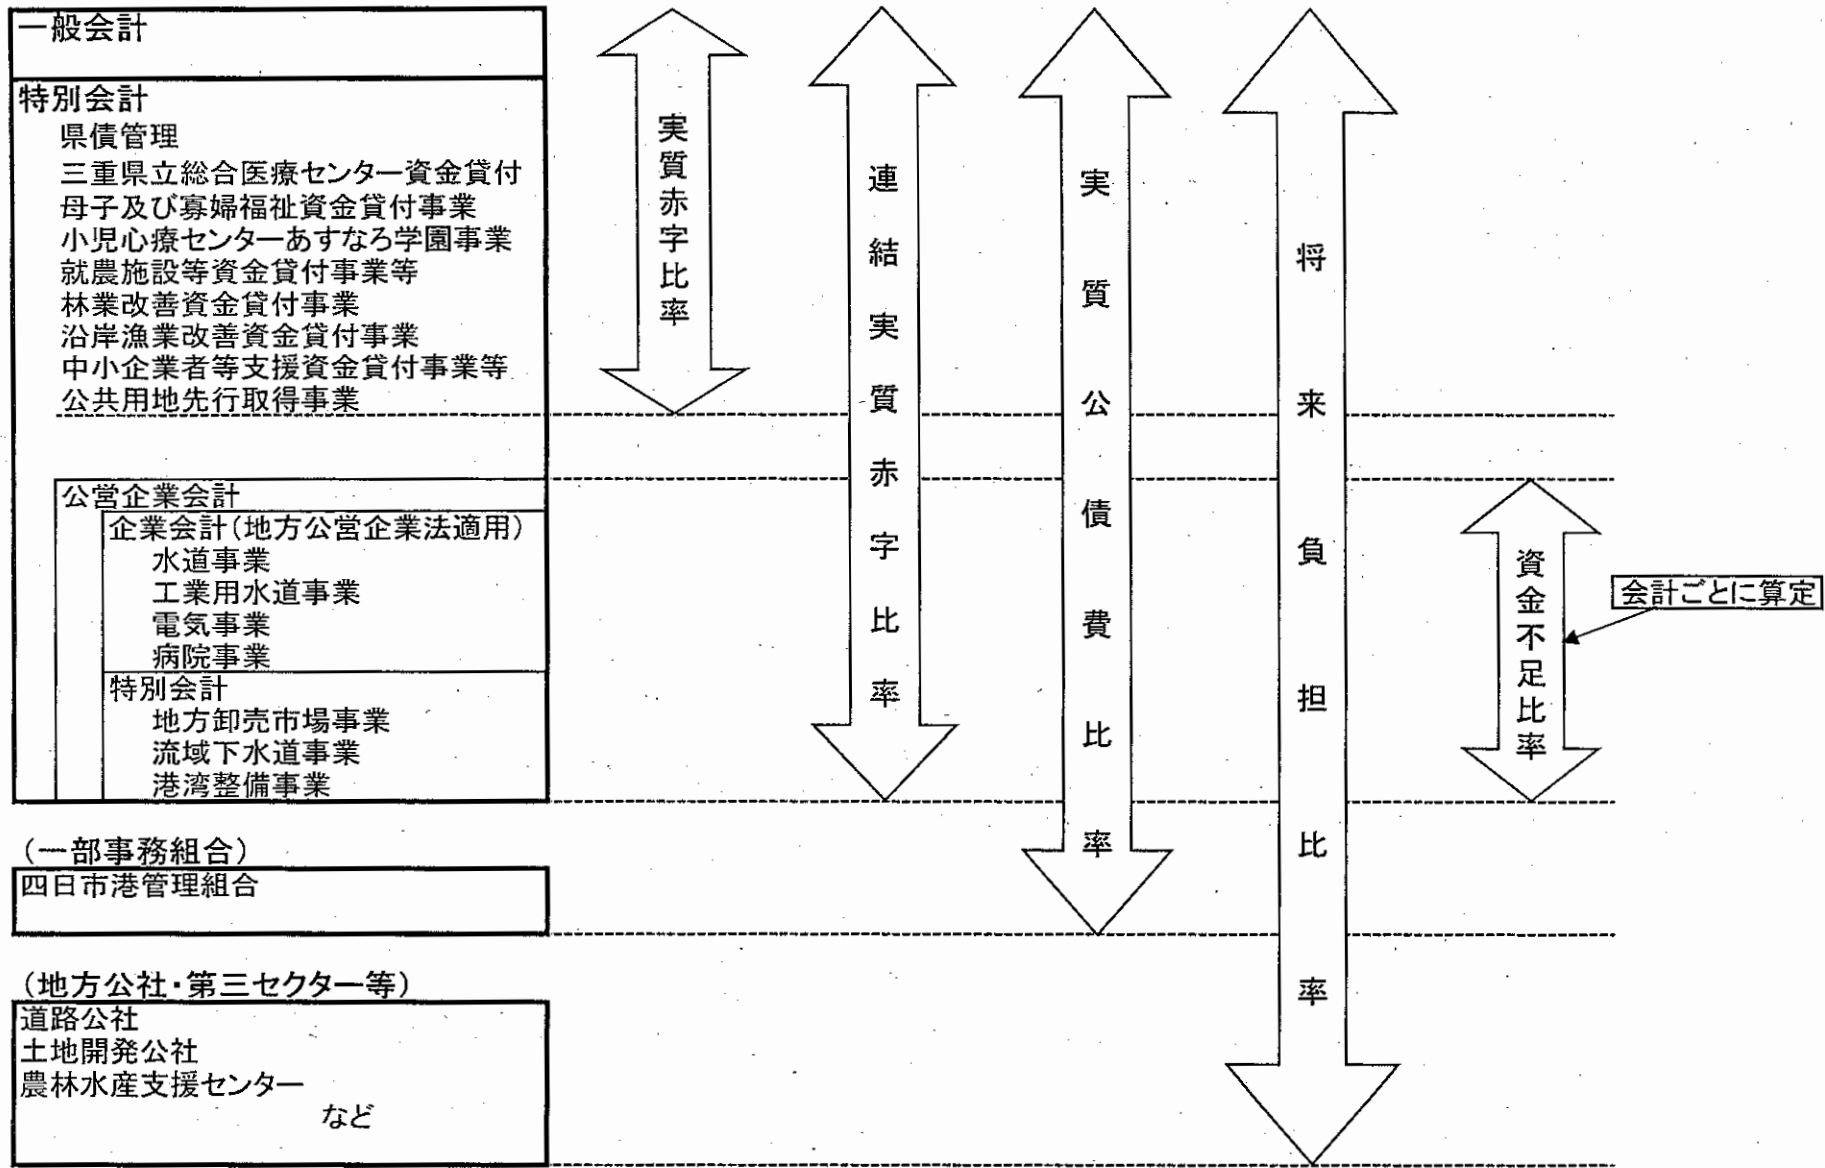 一般会計
特別会計
県債管理
三重県立総合医療センター資金貸付
母子及び寡婦福祉資金貸付事業
小児心療センターあすなろ学園事業
就農施設等資金貸付事業等
林業改善資金貸付事業
沿岸漁業改善資金貸付事業
中小企業者等支援資金貸付事業等
公共用地先行取得事業
公営企業会計
企業会計(地方公営企業法適用)
水道事業
工業用水道事業
電気事業
病院事業
特別会計
地方卸売市場事業
流域下水道事業
港湾整備事業
(一部事務組合)
四日市港管理組合
(地方公社・第三セクター等)
道路公社
土地開発公社
農林水産支援センター
など
実質赤字比率
連結実質赤字比率
実質公債費比率
将来負担比率
資金不足比率
会計ごとに算定